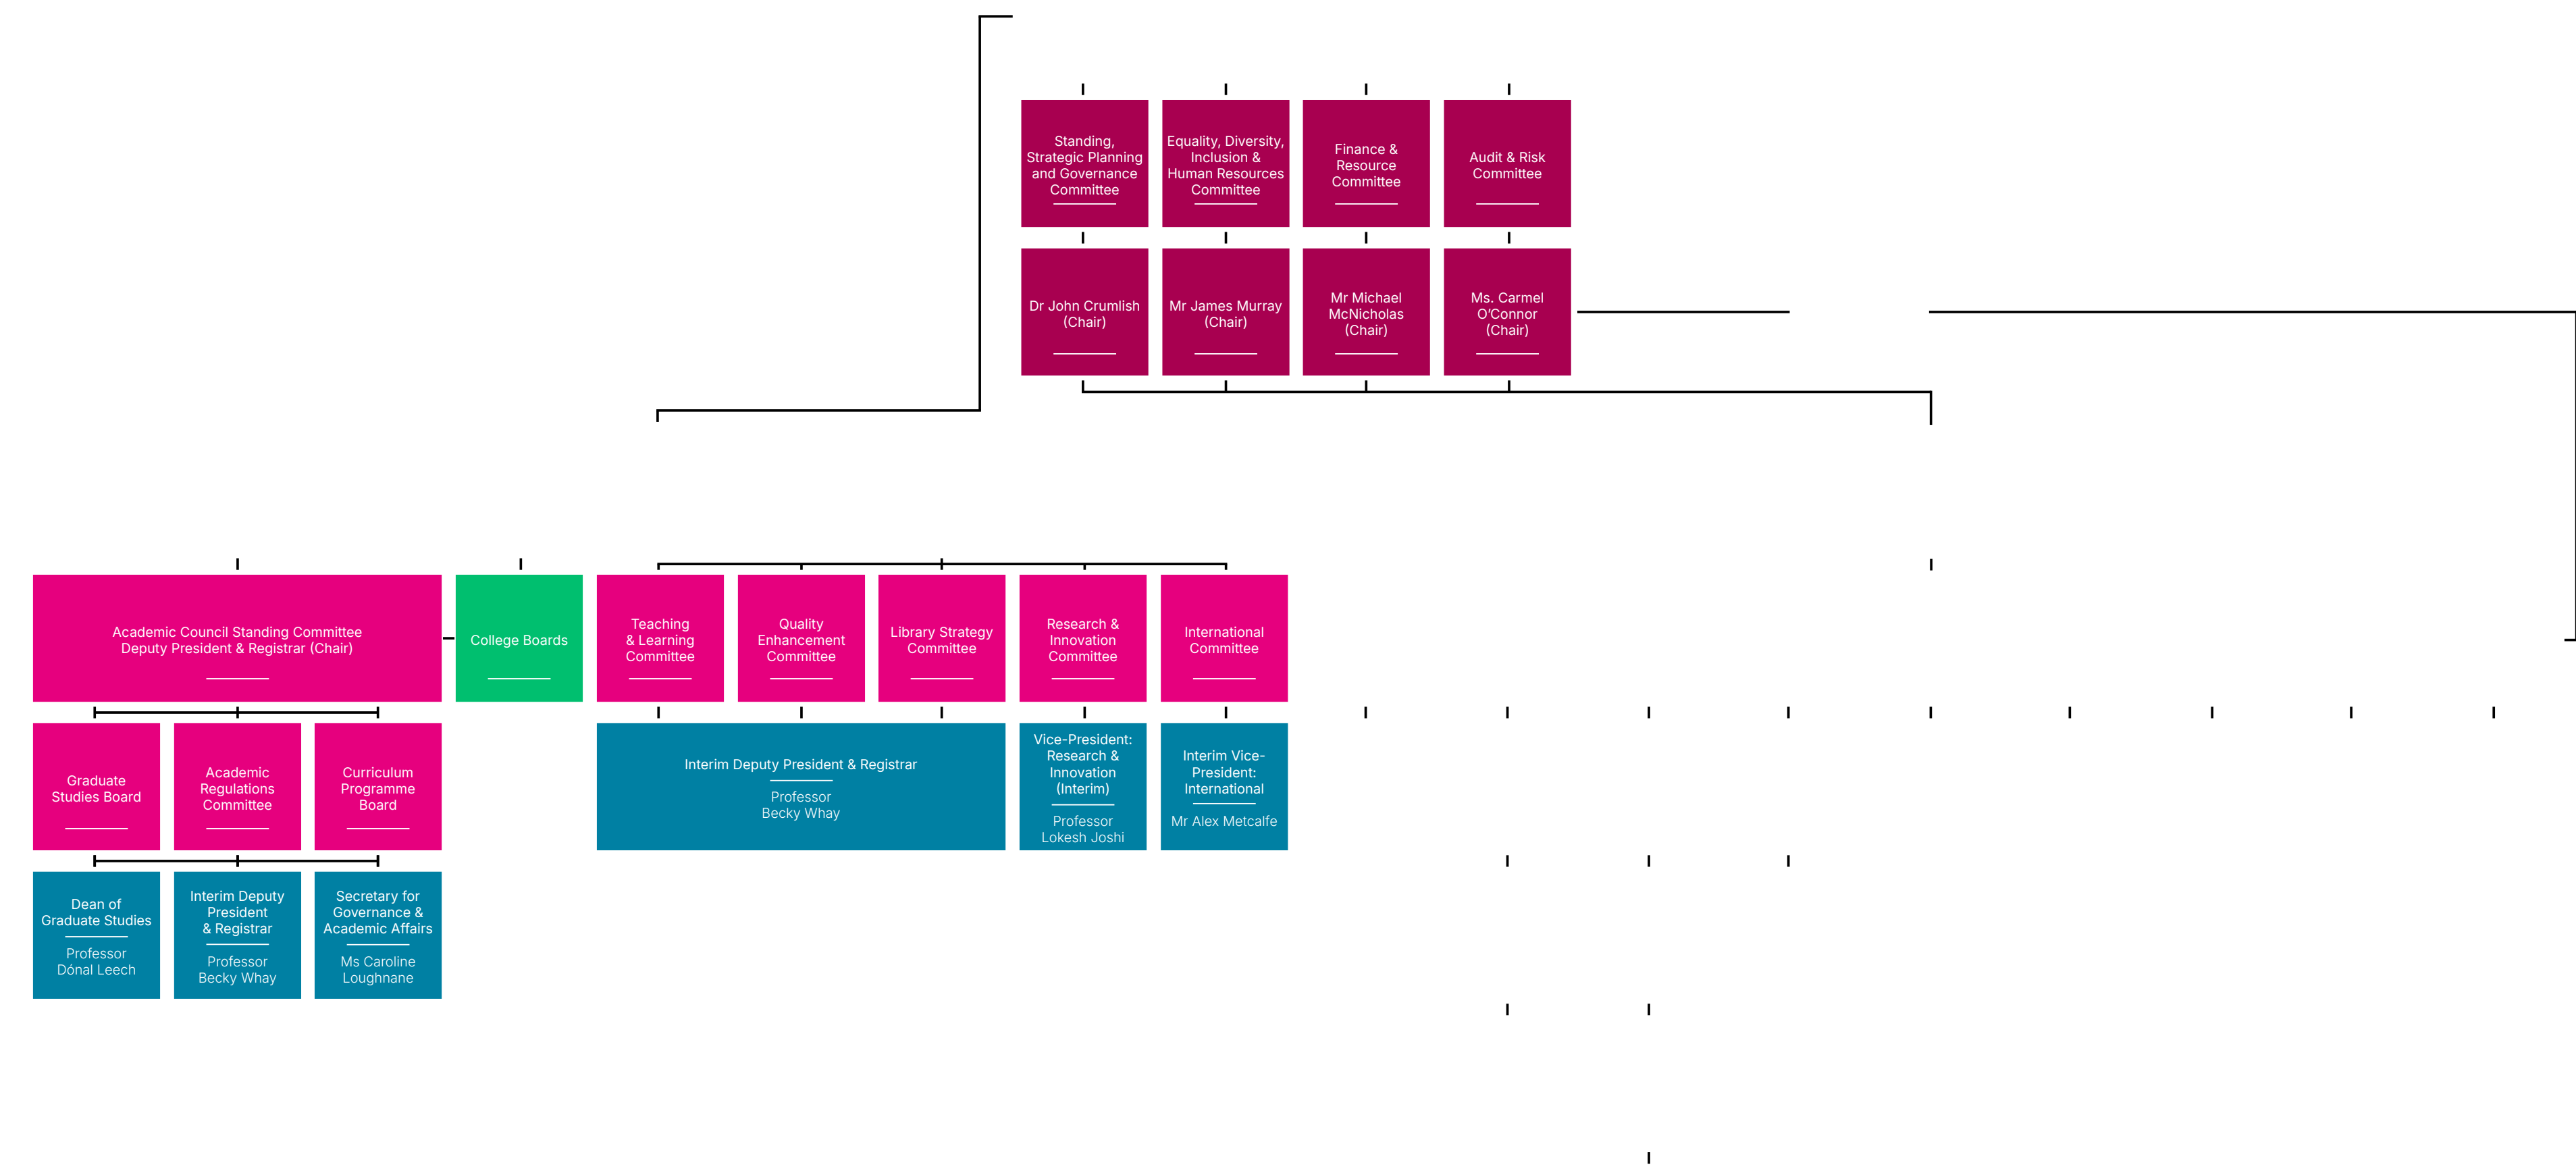 Standing,
Strategic Planning
and Governance
Committee
Equality, Diversity,
Inclusion &
Human Resources
Committee
Finance &
Resource
Committee
Audit & Risk
Committee
Dr John Crumlish
(Chair)
Mr James Murray
(Chair)
Mr Michael
McNicholas
(Chair)
Ms. Carmel
O’Connor
(Chair)
Academic Council Standing Committee
Deputy President & Registrar (Chair)
College Boards
Teaching
& Learning
Committee
Quality
Enhancement
Committee
Library Strategy
Committee
Research &
Innovation
Committee
International
Committee
Graduate
Studies Board
Academic
Regulations
Committee
Curriculum
Programme
Board
Interim Deputy President & Registrar
Professor
Becky Whay
Vice-President:
Research &
Innovation
(Interim)
Professor
Lokesh Joshi
Interim Vice-
President:
International
Mr Alex Metcalfe
Dean of
Graduate Studies
Professor
Dónal Leech
Interim Deputy
President
& Registrar
Professor
Becky Whay
Secretary for
Governance &
Academic Affairs
Ms Caroline
Loughnane